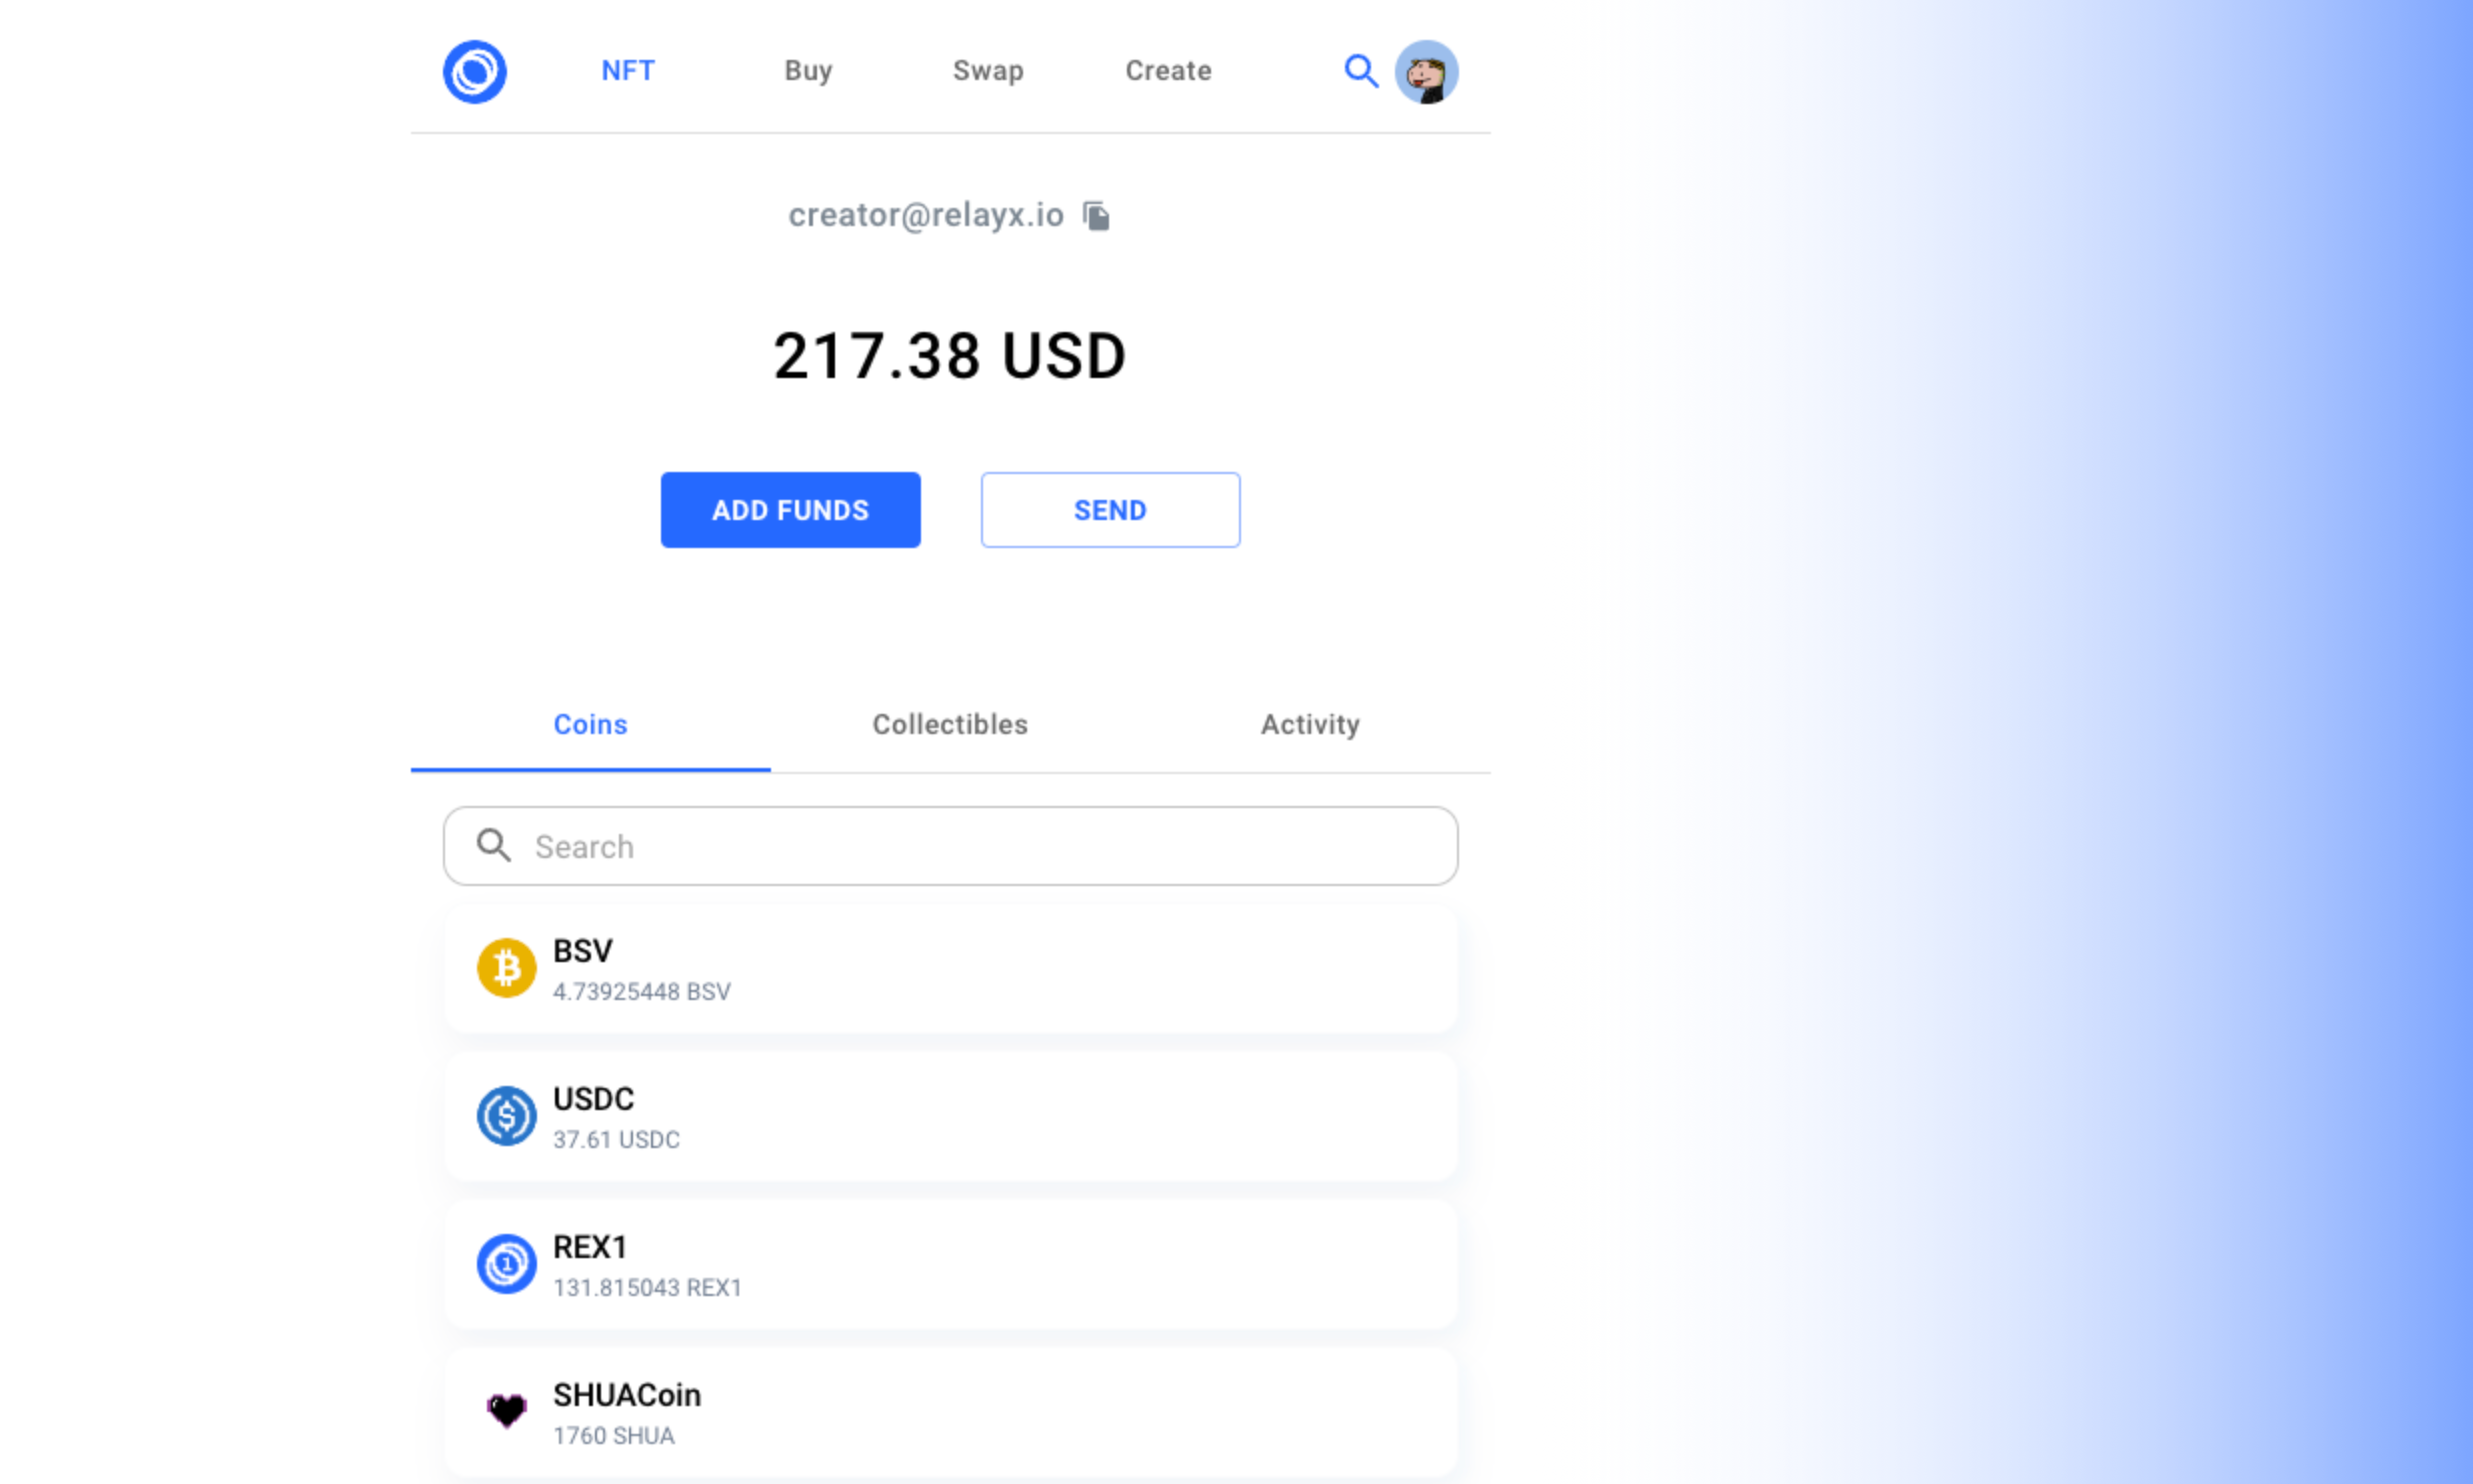 NFT Buy Swap Create
creator@relayx.io
217.38 USD
ADD FUNDS SEND
Coins Collectibles Activity
Search
BSV
4.73925448 BSV
USDC
37.61 USDC
REX1
131.815043 REX1
SHUACoin
1760 SHUA